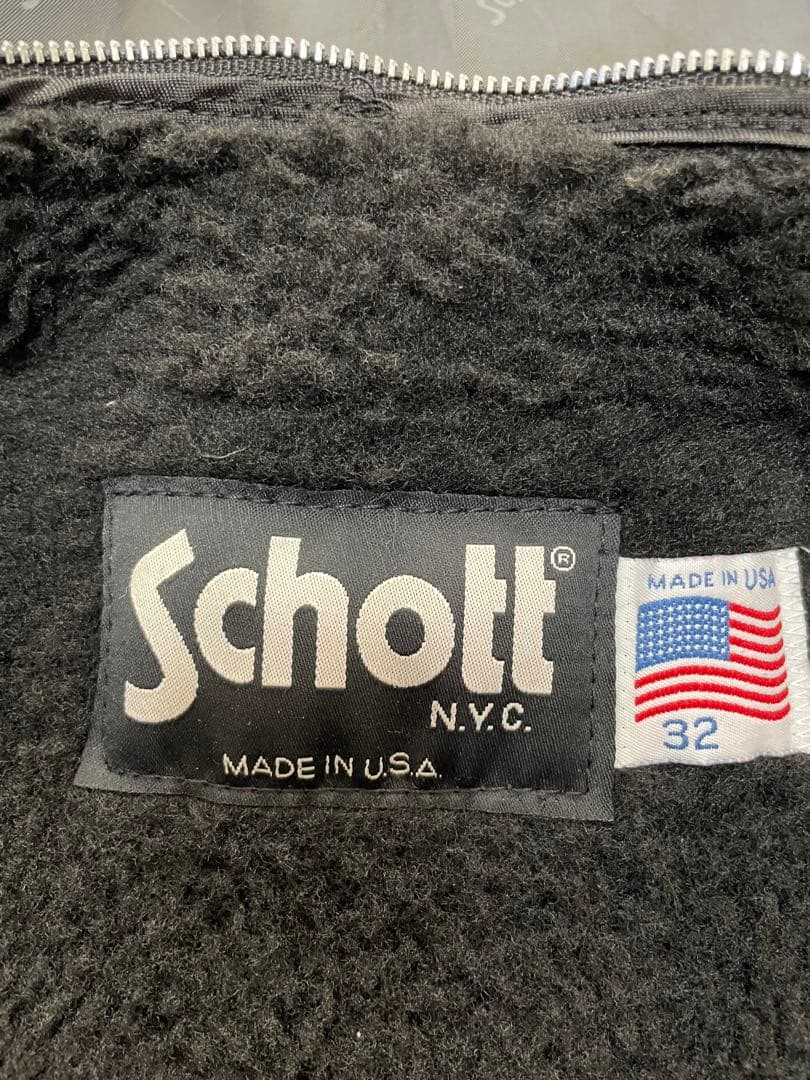 Schott®
N.Y.C.
MADE IN U.S.A.
MADE IN USA
32